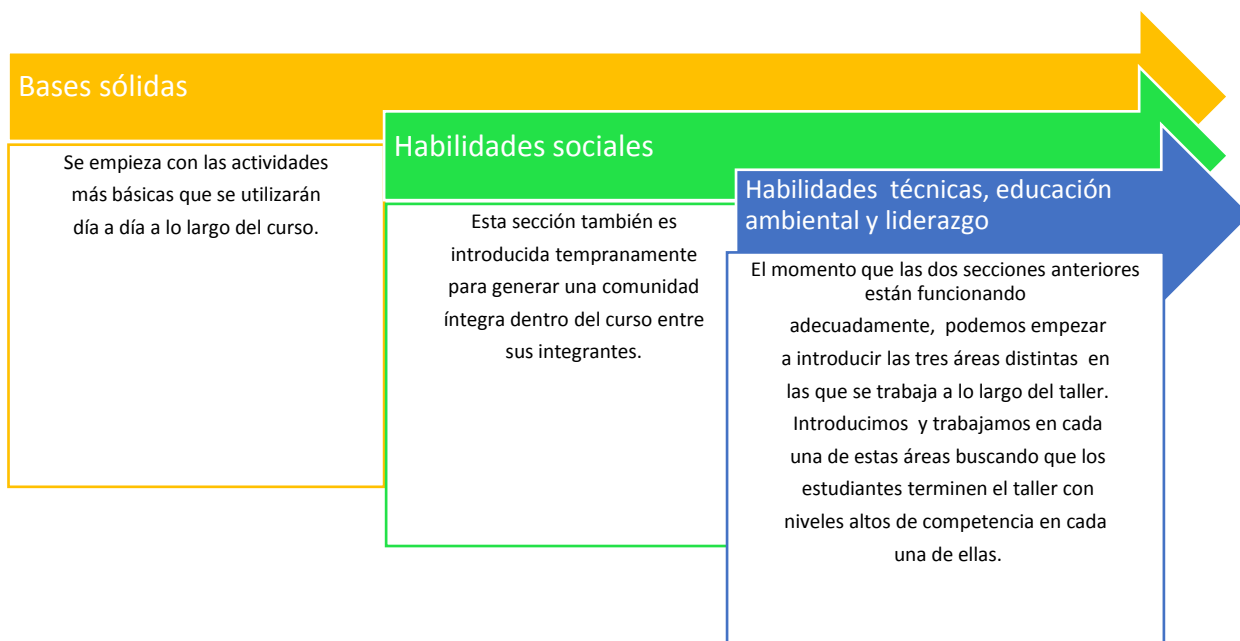 Bases sólidas
Se empieza con las actividades
más básicas que se utilizarán
día a día a lo largo del curso.
Habilidades sociales
Esta sección también es
introducida tempranamente
para generar una comunidad
íntegra dentro del curso entre
sus integrantes.
Habilidades técnicas, educación
ambiental y liderazgo
El momento que las dos secciones anteriores
están funcionando
adecuadamente, podemos empezar
a introducir las tres áreas distintas en
las que se trabaja a lo largo del taller.
Introducimos y trabajamos en cada
una de estas áreas buscando que los
estudiantes terminen el taller con
niveles altos de competencia en cada
una de ellas.